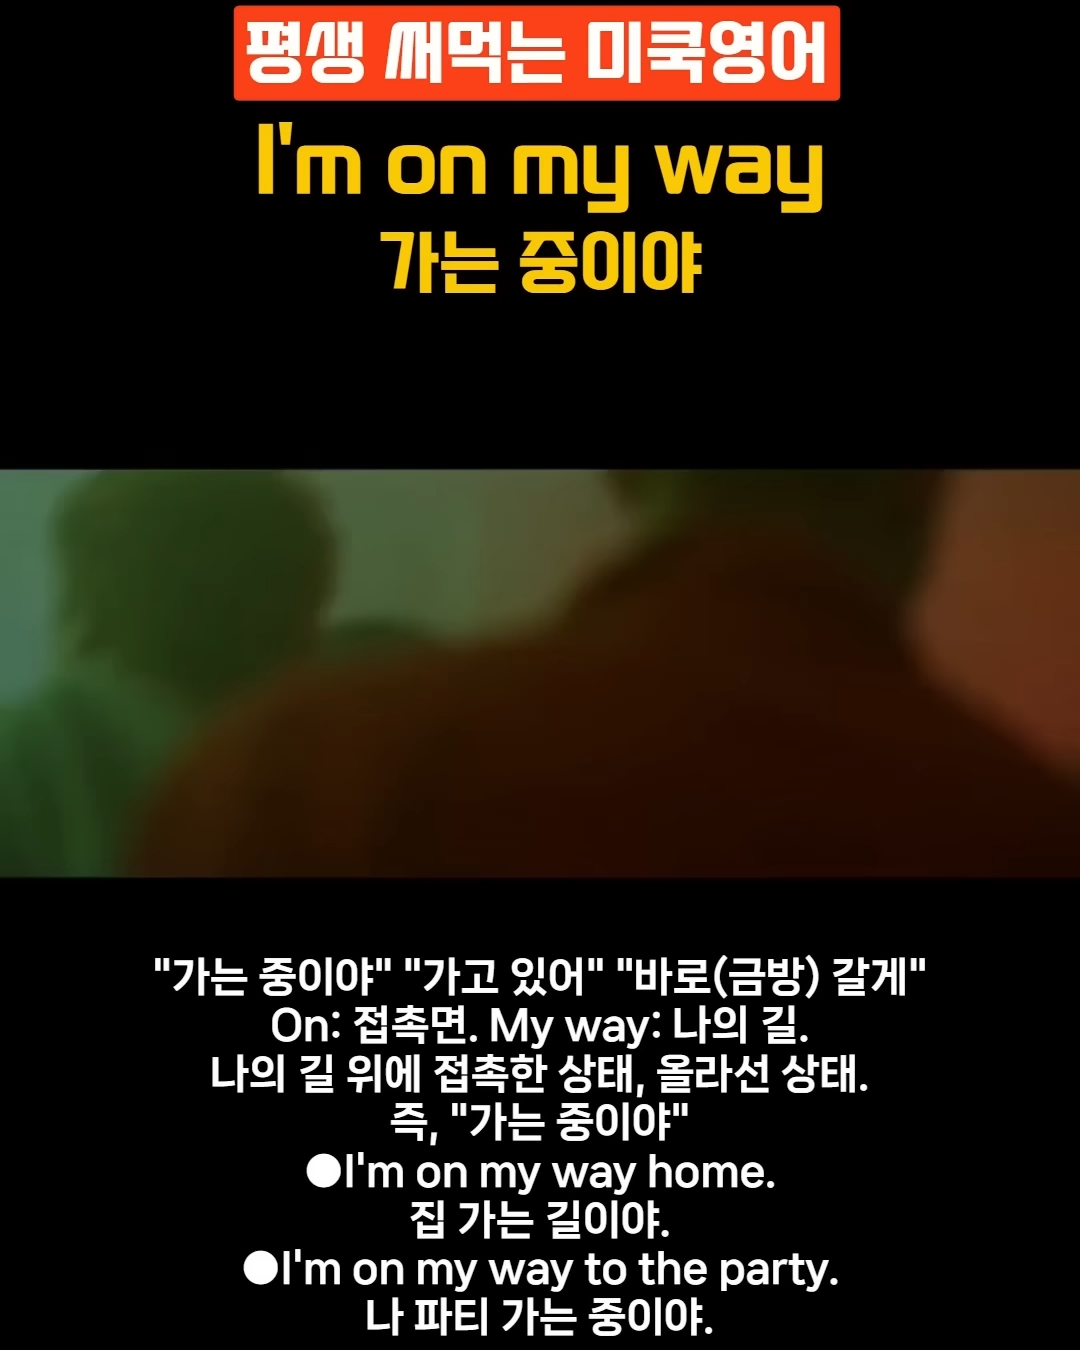 평생 써먹는 미쿡영어
I'm on my way
가는 중이야
"가는 중이야" "가고 있어" "바로(금방) 갈게"
On: 접촉면. My way: 나의 길.
나의 길 위에 접촉한 상태, 올라선 상태.
즉, "가는 중이야"
●I'm on my way home.
집 가는 길이야.
●I'm on my way to the party.
나 파티 가는 중이야.